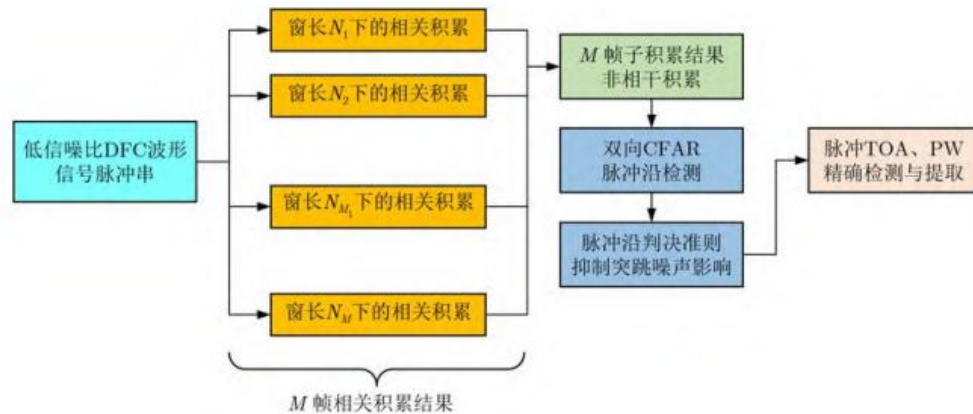 低信噪比DFC波形
信号脉冲串
窗长N₁下的相关积累
窗长N₂下的相关积累
窗长N_{M₁}下的相关积累
窗长N_M下的相关积累
M 帧相关积累结果
M 帧子积累结果
非相干积累
双向CFAR
脉冲沿检测
脉冲沿判决准则
抑制突跳噪声影响
脉冲TOA、PW
精确检测与提取